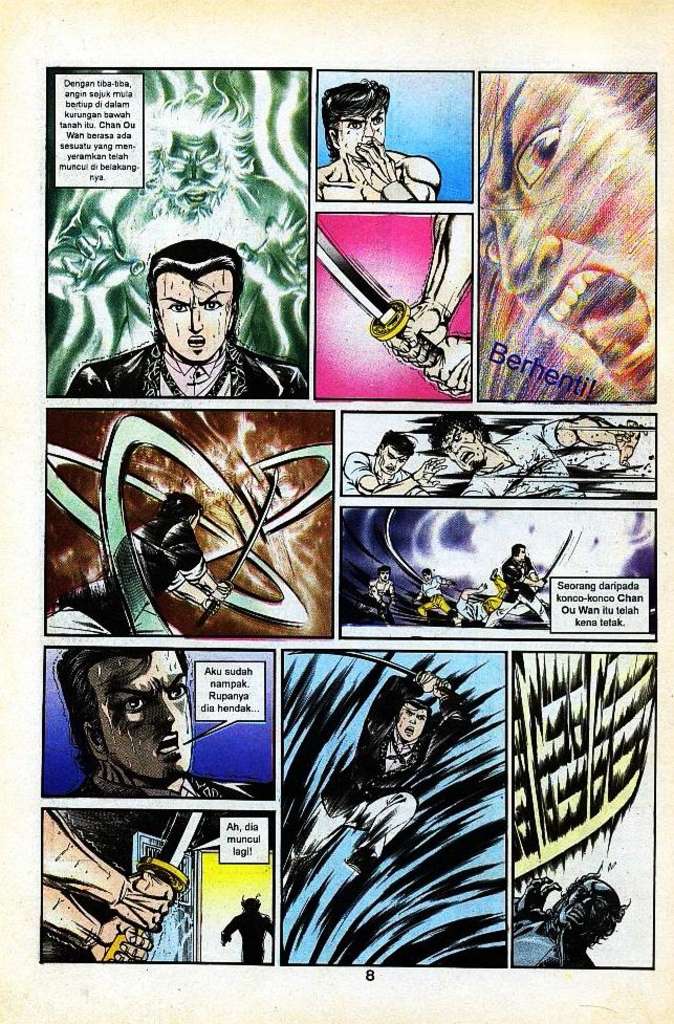 Dengan tiba-tiba,
angin sejuk mula
bertiup di dalam
kurungan bawah
tanah itu. Chan Ou
Wan berasa ada
sesuatu yang men-
yeramkan telah
muncul di belakang-
nya.
Berhenti!
Seorang daripada
konco-konco Chan
Ou Wan itu telah
kena tetak.
Aku sudah
nampak.
Rupanya
dia hendak...
Ah, dia
muncul
lagi!
8